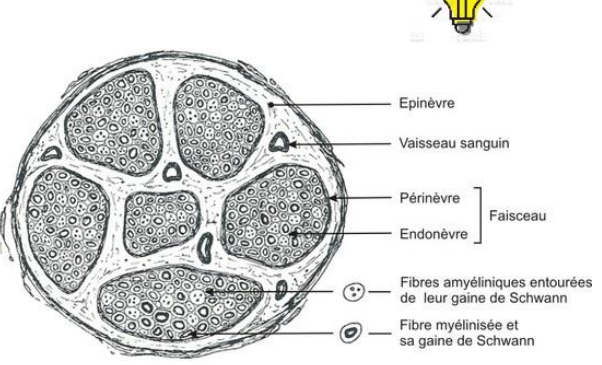 Epinèvre
Vaisseau sanguin
Périnèvre
Faisceau
Endonèvre
Fibres amyéliniques entourées
de leur gaine de Schwann
Fibre myélinisée et
sa gaine de Schwann